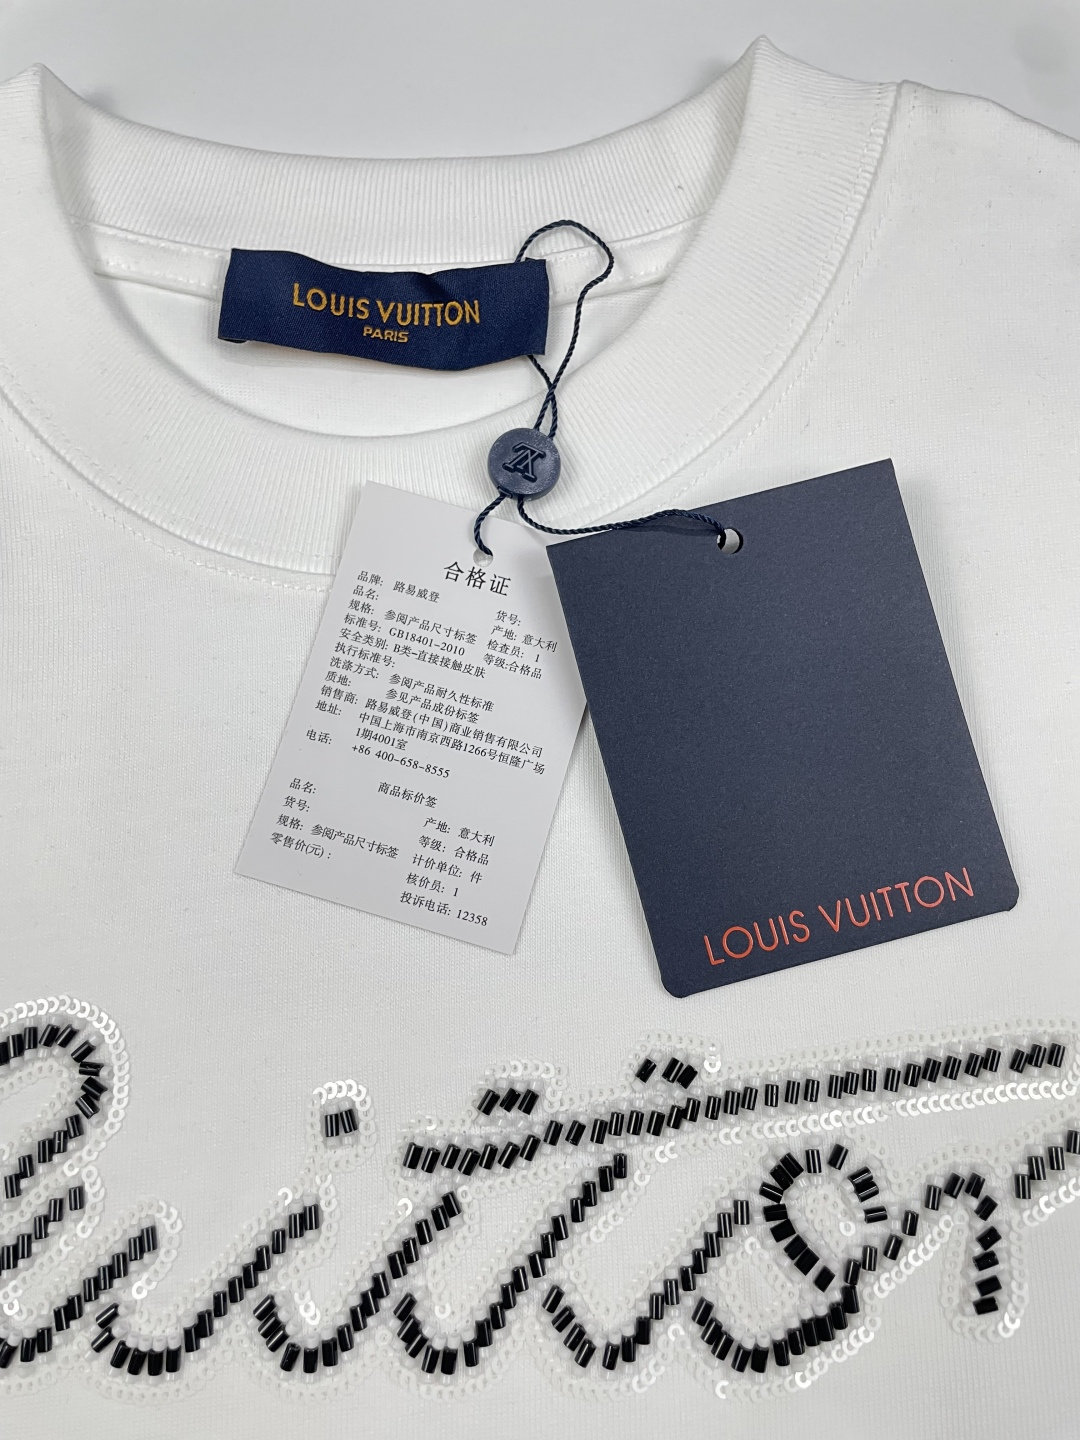 LOUIS VUITTON
PARIS
合格证
品牌: 路易威登
品名: 货号:
规格: 参阅产品尺寸标签 产地: 意大利
标准号: GB18401-2010 检查员: 1
安全类别: B类-直接接触皮肤 等级:合格品
执行标准号:
洗涤方式: 参阅产品耐久性标准
质地: 参见产品成份标签
销售商: 路易威登(中国)商业销售有限公司
地址: 中国上海市南京西路1266号恒隆广场
1期4001室
电话: +86 400-658-8555
商品标价签
品名:
货号: 产地: 意大利
规格: 参阅产品尺寸标签 等级: 合格品
零售价(元): 计价单位: 件
核价员: 1
投诉电话: 12358
LOUIS VUITTON
Vuitton